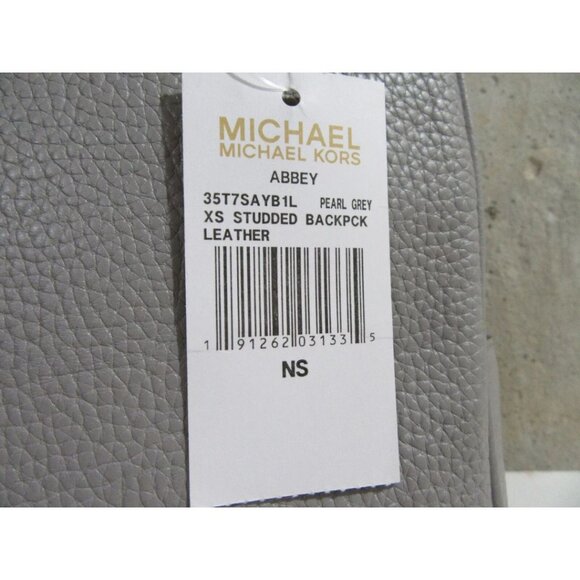 MICHAEL
MICHAEL KORS
ABBEY
35T7SAYB1L PEARL GREY
XS STUDDED BACKPCK
LEATHER
1 91262 03133 5
NS